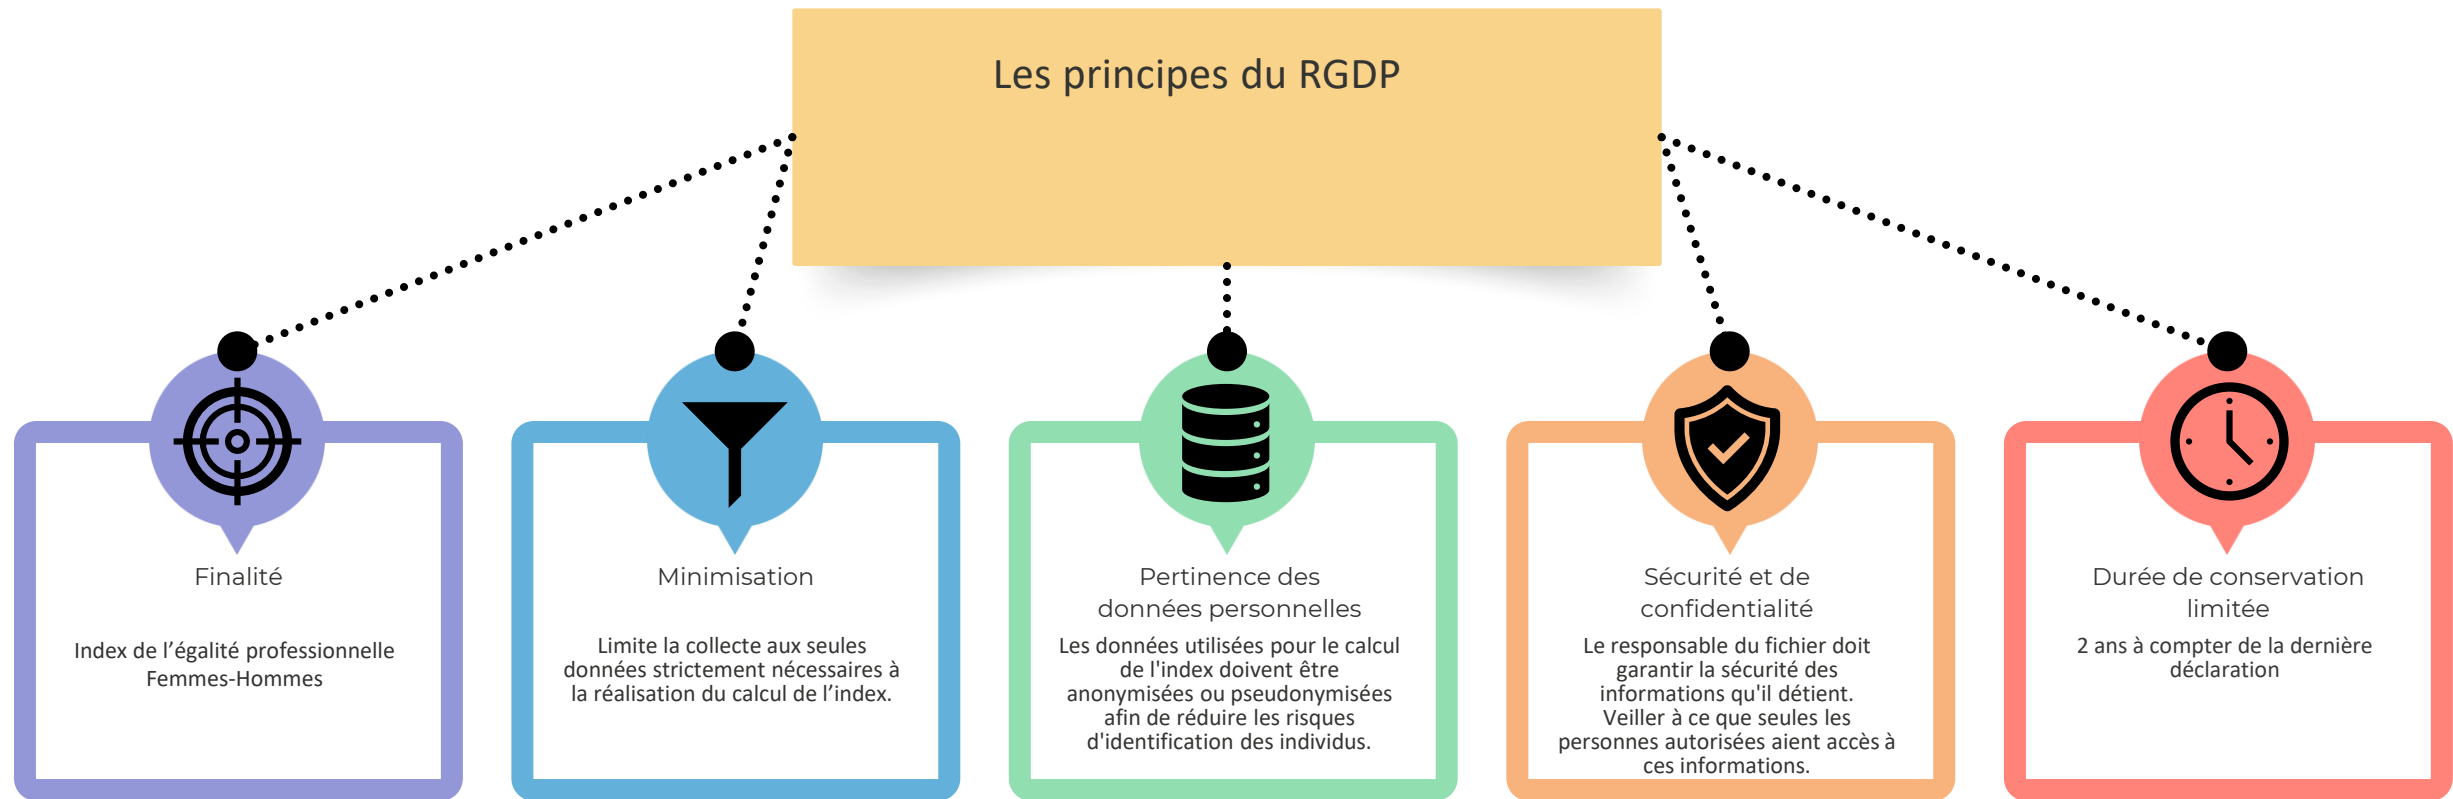 Les principes du RGDP
Finalité
Index de l’égalité professionnelle
Femmes-Hommes
Minimisation
Limite la collecte aux seules
données strictement nécessaires à
la réalisation du calcul de l’index.
Pertinence des
données personnelles
Les données utilisées pour le calcul
de l'index doivent être
anonymisées ou pseudonymisées
afin de réduire les risques
d'identification des individus.
Sécurité et de
confidentialité
Le responsable du fichier doit
garantir la sécurité des
informations qu'il détient.
Veiller à ce que seules les
personnes autorisées aient accès à
ces informations.
Durée de conservation
limitée
2 ans à compter de la dernière
déclaration